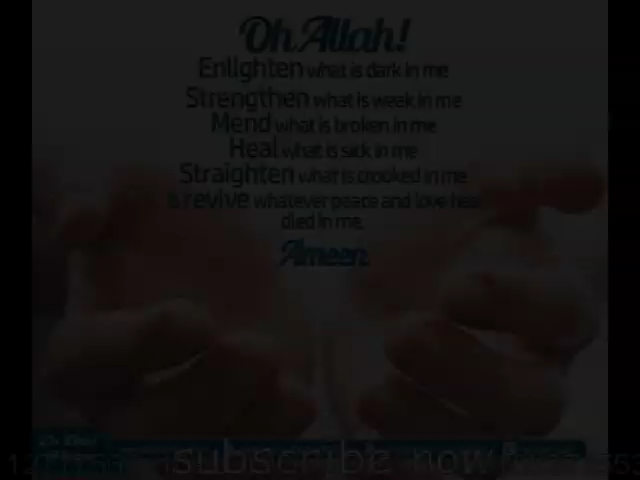 Oh Allah!
Enlighten what is dark in me
Strengthen what is week in me
Mend what is broken in me
Heal what is sick in me
Straighten what is crooked in me
& revive whatever peace and love has
died in me.
Ameen
subscribe now